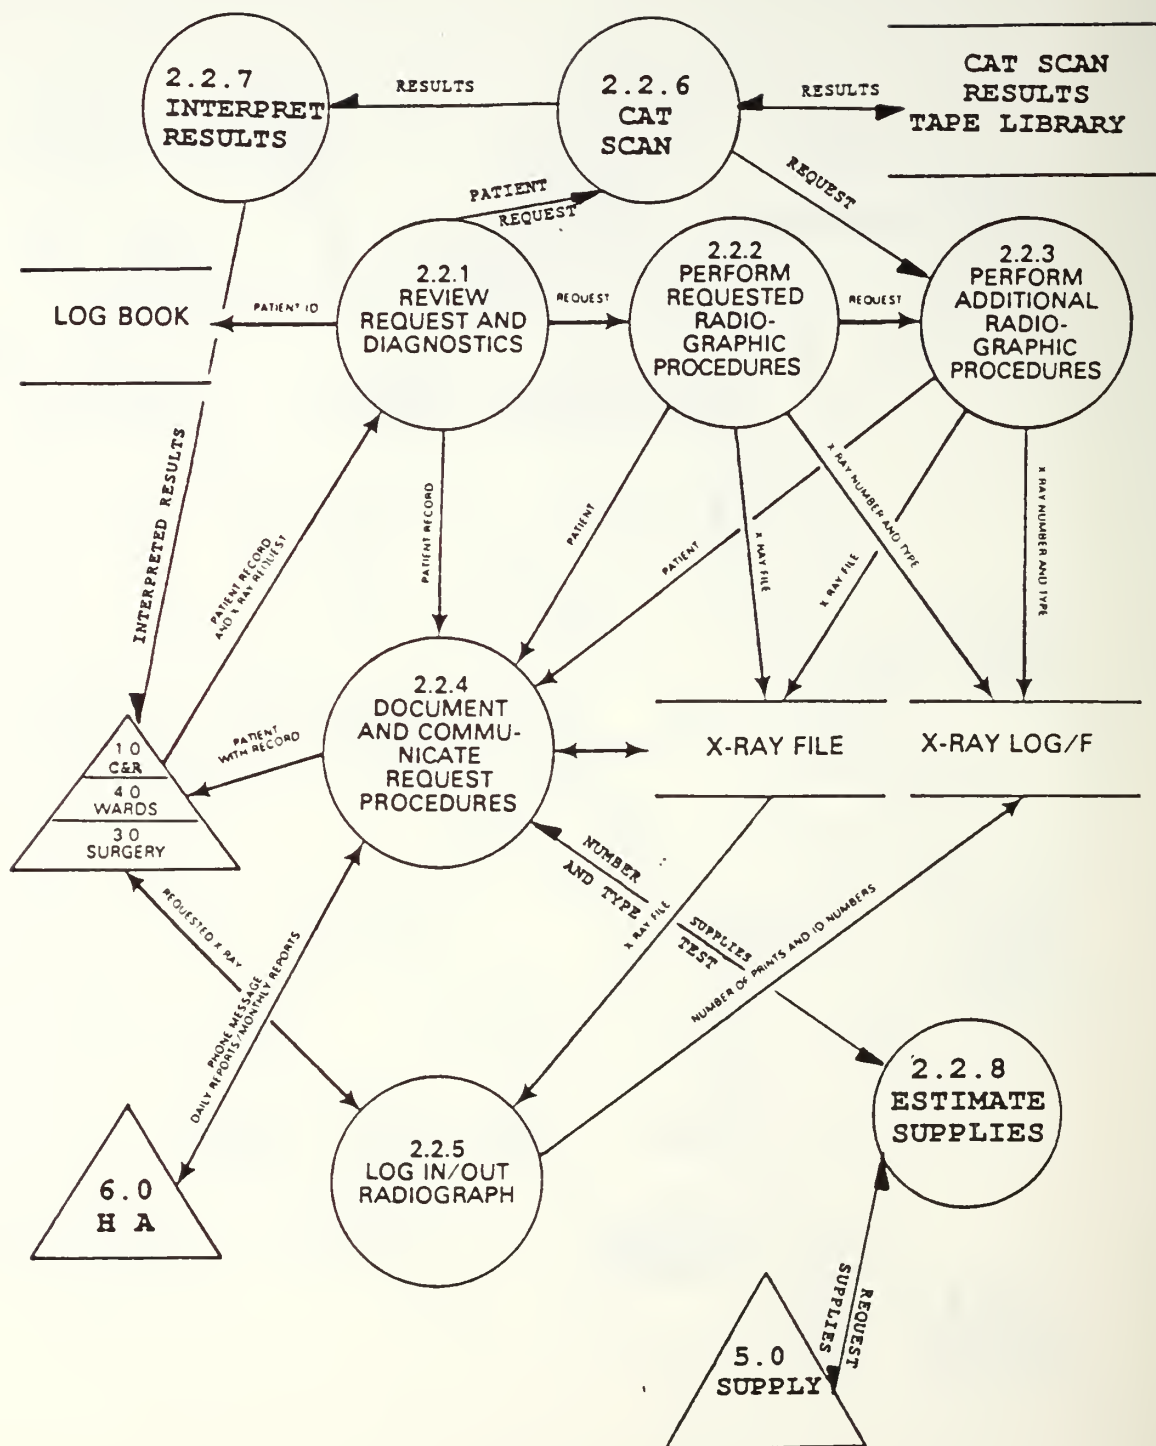 2.2.7
INTERPRET
RESULTS
RESULTS
2.2.6
CAT
SCAN
RESULTS
CAT SCAN
RESULTS
TAPE LIBRARY
PATIENT
REQUEST
REQUEST
LOG BOOK
PATIENT ID
2.2.1
REVIEW
REQUEST AND
DIAGNOSTICS
REQUEST
2.2.2
PERFORM
REQUESTED
RADIO-
GRAPHIC
PROCEDURES
REQUEST
2.2.3
PERFORM
ADDITIONAL
RADIO-
GRAPHIC
PROCEDURES
INTERPRETED RESULTS
PATIENT RECORD
AND X RAY REQUEST
PATIENT RECORD
PATIENT
PATIENT
X RAY FILE
X RAY NUMBER AND TYPE
X RAY FILE
X RAY NUMBER AND TYPE
1 0
C&R
4 0
WARDS
3 0
SURGERY
PATIENT
WITH RECORD
2.2.4
DOCUMENT
AND COMMU-
NICATE
REQUEST
PROCEDURES
X-RAY FILE
X-RAY LOG/F
NUMBER
AND TYPE
SUPPLIES
TEST
X RAY FILE
NUMBER OF PRINTS AND ID NUMBERS
REQUESTED X RAY
PHONE MESSAGE
DAILY REPORTS/MONTHLY REPORTS
2.2.8
ESTIMATE
SUPPLIES
6.0
H A
2.2.5
LOG IN/OUT
RADIOGRAPH
SUPPLIES
REQUEST
5.0
SUPPLY